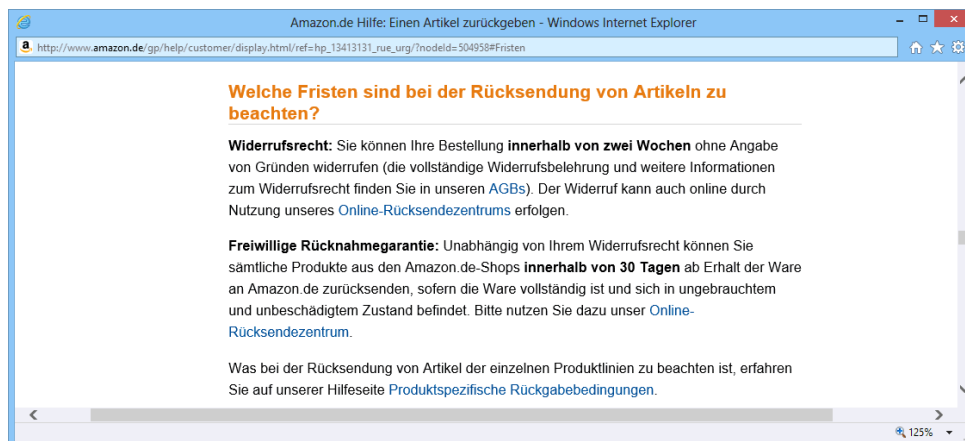 Amazon.de Hilfe: Einen Artikel zurückgeben - Windows Internet Explorer
http://www.amazon.de/gp/help/customer/display.html/ref=hp_13413131_rue_urg/?nodeId=504958#Fristen
Welche Fristen sind bei der Rücksendung von Artikeln zu
beachten?
Widerrufsrecht: Sie können Ihre Bestellung innerhalb von zwei Wochen ohne Angabe
von Gründen widerrufen (die vollständige Widerrufsbelehrung und weitere Informationen
zum Widerrufsrecht finden Sie in unseren AGBs). Der Widerruf kann auch online durch
Nutzung unseres Online-Rücksendezentrums erfolgen.
Freiwillige Rücknahmegarantie: Unabhängig von Ihrem Widerrufsrecht können Sie
sämtliche Produkte aus den Amazon.de-Shops innerhalb von 30 Tagen ab Erhalt der Ware
an Amazon.de zurücksenden, sofern die Ware vollständig ist und sich in ungebrauchtem
und unbeschädigtem Zustand befindet. Bitte nutzen Sie dazu unser Online-
Rücksendezentrum.
Was bei der Rücksendung von Artikel der einzelnen Produktlinien zu beachten ist, erfahren
Sie auf unserer Hilfeseite Produktspezifische Rückgabebedingungen.
125%